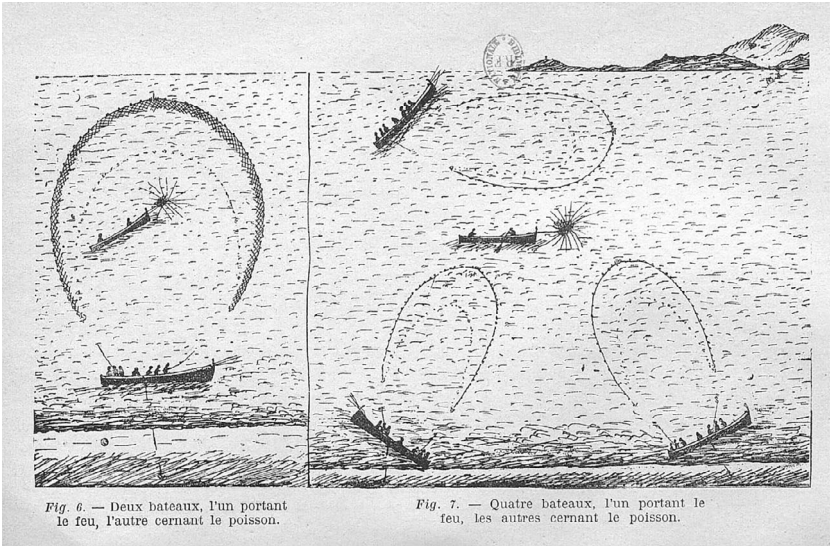 Fig. 6. — Deux bateaux, l'un portant
le feu, l'autre cernant le poisson.
Fig. 7. — Quatre bateaux, l'un portant le
feu, les autres cernant le poisson.